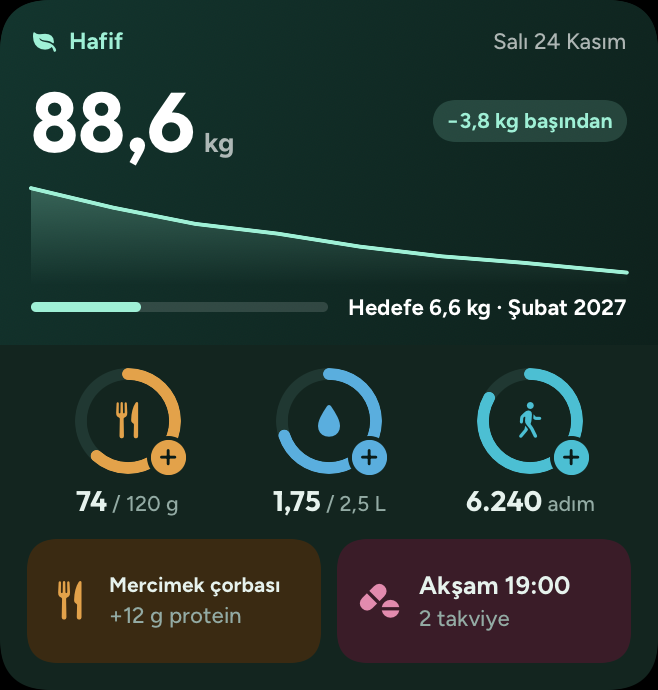 Hafif
Salı 24 Kasım
88,6 kg
−3,8 kg başından
Hedefe 6,6 kg · Şubat 2027
74 / 120 g
1,75 / 2,5 L
6.240 adım
Mercimek çorbası
+12 g protein
Akşam 19:00
2 takviye